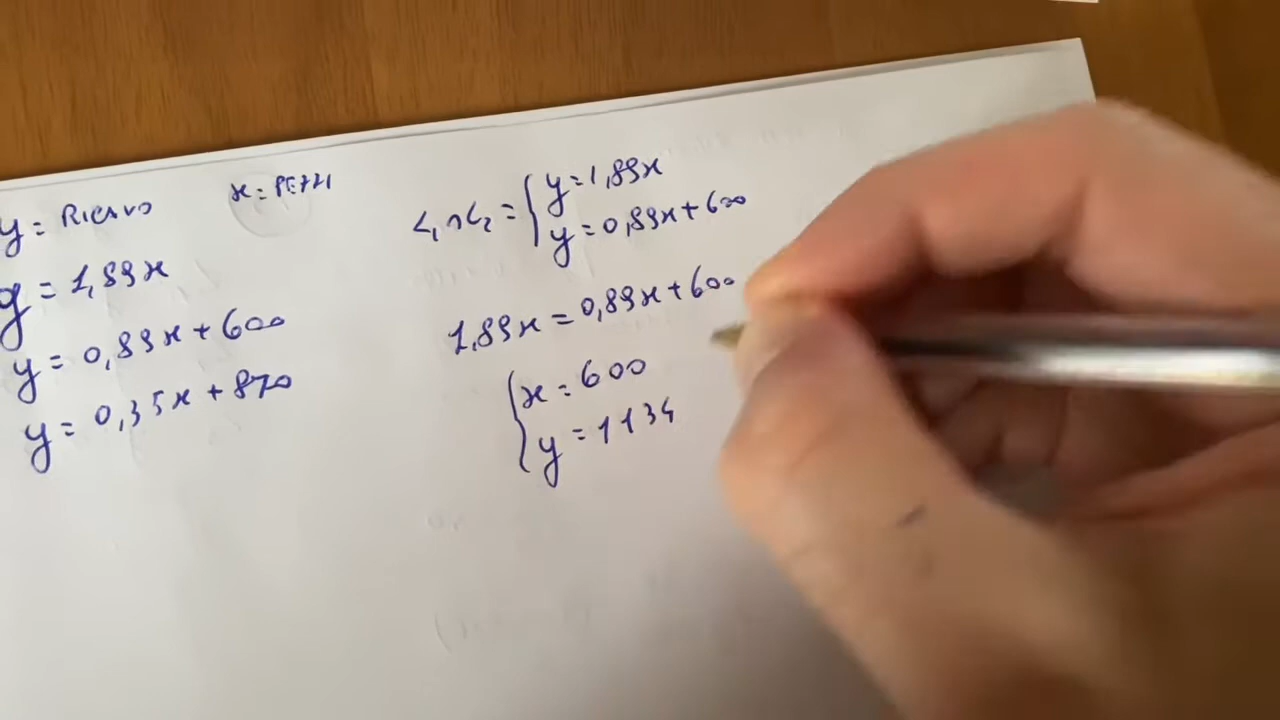 y = RICAVO
x = PEZZI
y = 1,89x
y = 0,89x + 600
y = 0,35x + 870
L₁ ∩ L₂ = { y = 1,89x
y = 0,89x + 600
1,89x = 0,89x + 600
{ x = 600
y = 1134